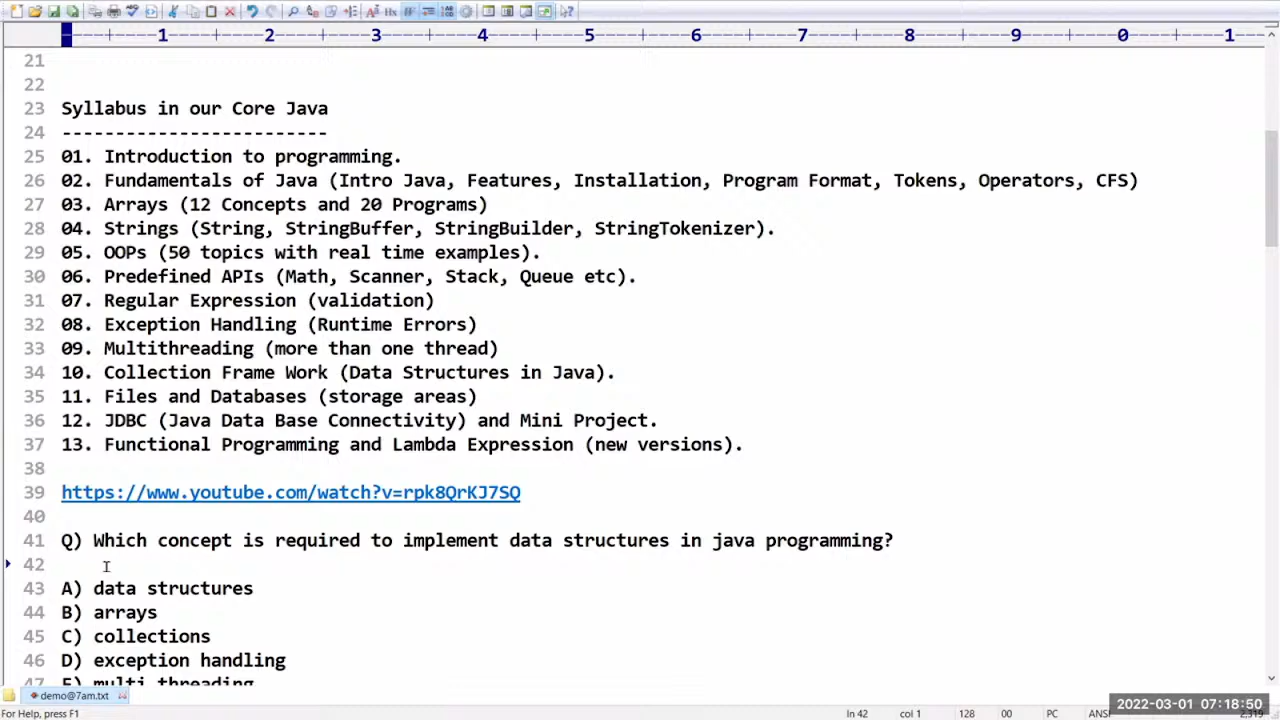 ----+----1----+----2----+----3----+----4----+----5----+----6----+----7----+----8----+----9----+----0----+----1-
21
22
23 Syllabus in our Core Java
24 -------------------------
25 01. Introduction to programming.
26 02. Fundamentals of Java (Intro Java, Features, Installation, Program Format, Tokens, Operators, CFS)
27 03. Arrays (12 Concepts and 20 Programs)
28 04. Strings (String, StringBuffer, StringBuilder, StringTokenizer).
29 05. OOPs (50 topics with real time examples).
30 06. Predefined APIs (Math, Scanner, Stack, Queue etc).
31 07. Regular Expression (validation)
32 08. Exception Handling (Runtime Errors)
33 09. Multithreading (more than one thread)
34 10. Collection Frame Work (Data Structures in Java).
35 11. Files and Databases (storage areas)
36 12. JDBC (Java Data Base Connectivity) and Mini Project.
37 13. Functional Programming and Lambda Expression (new versions).
38
39 https://www.youtube.com/watch?v=rpk8QrKJ7SQ
40
41 Q) Which concept is required to implement data structures in java programming?
42
43 A) data structures
44 B) arrays
45 C) collections
46 D) exception handling
47 E) multi threading
demo@7am.txt
2022-03-01 07:18:50
For Help, press F1 ln 42 col 1 128 00 PC ANSI